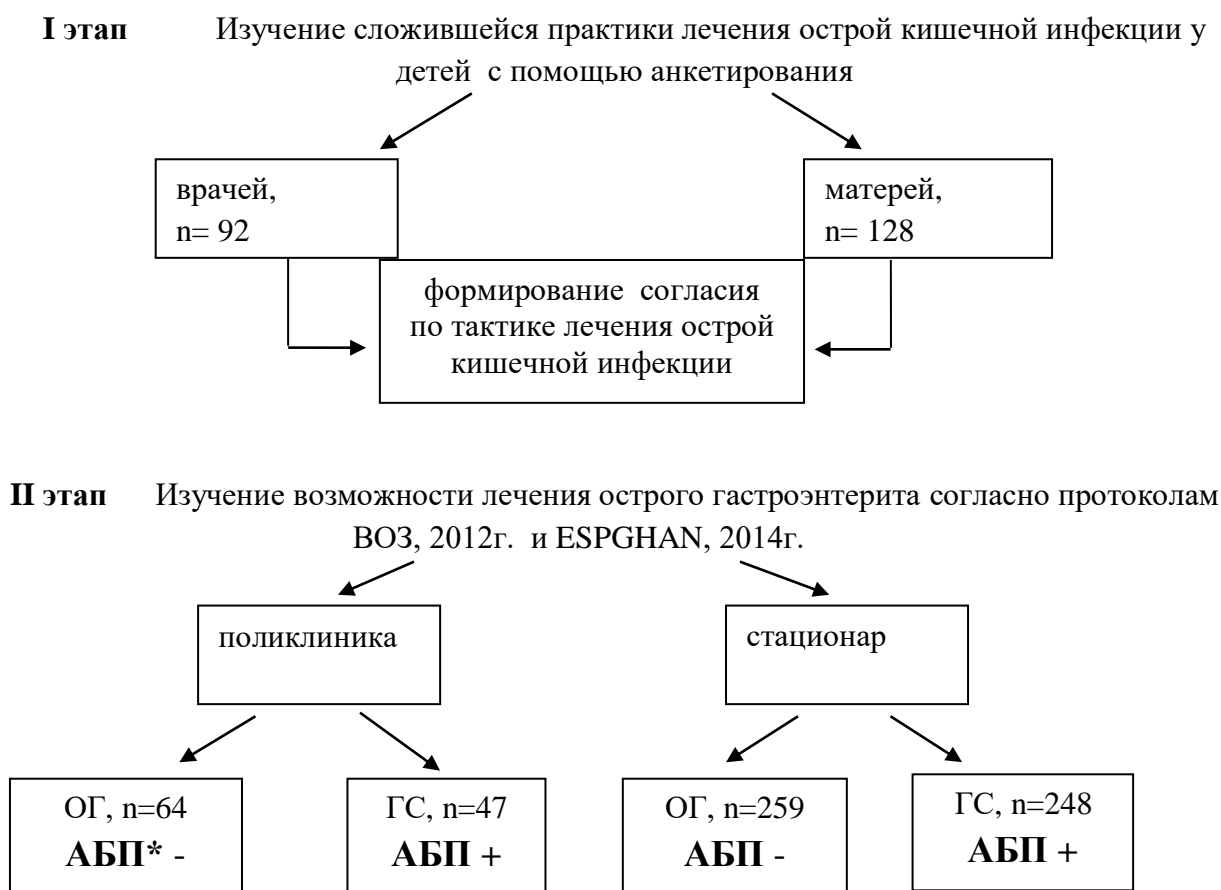 I этап Изучение сложившейся практики лечения острой кишечной инфекции у
детей с помощью анкетирования
врачей,
n= 92
матерей,
n= 128
формирование согласия
по тактике лечения острой
кишечной инфекции
II этап Изучение возможности лечения острого гастроэнтерита согласно протоколам
ВОЗ, 2012г. и ESPGHAN, 2014г.
поликлиника
стационар
ОГ, n=64
АБП* -
ГС, n=47
АБП +
ОГ, n=259
АБП -
ГС, n=248
АБП +